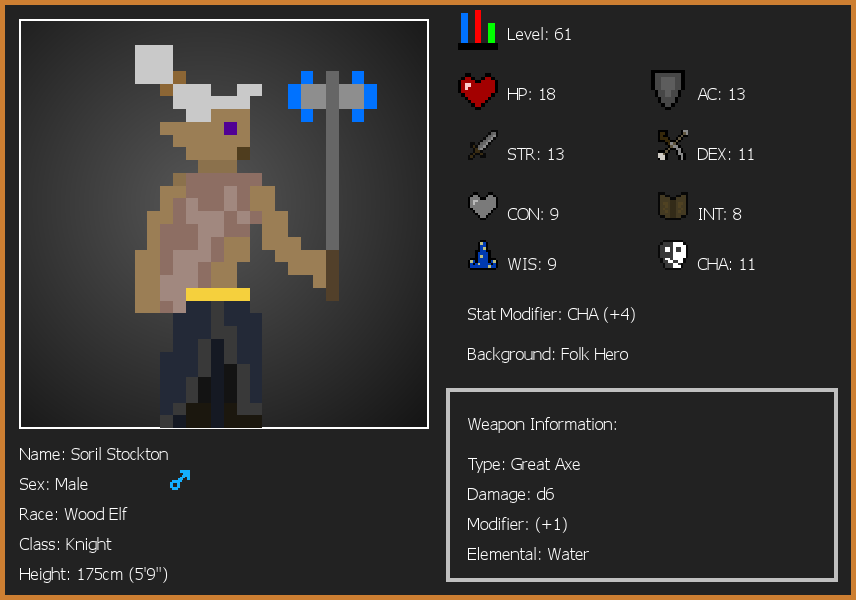 Level: 61
HP: 18
AC: 13
STR: 13
DEX: 11
CON: 9
INT: 8
WIS: 9
CHA: 11
Stat Modifier: CHA (+4)
Background: Folk Hero
Weapon Information:
Type: Great Axe
Damage: d6
Modifier: (+1)
Elemental: Water
Name: Soril Stockton
Sex: Male
Race: Wood Elf
Class: Knight
Height: 175cm (5'9")